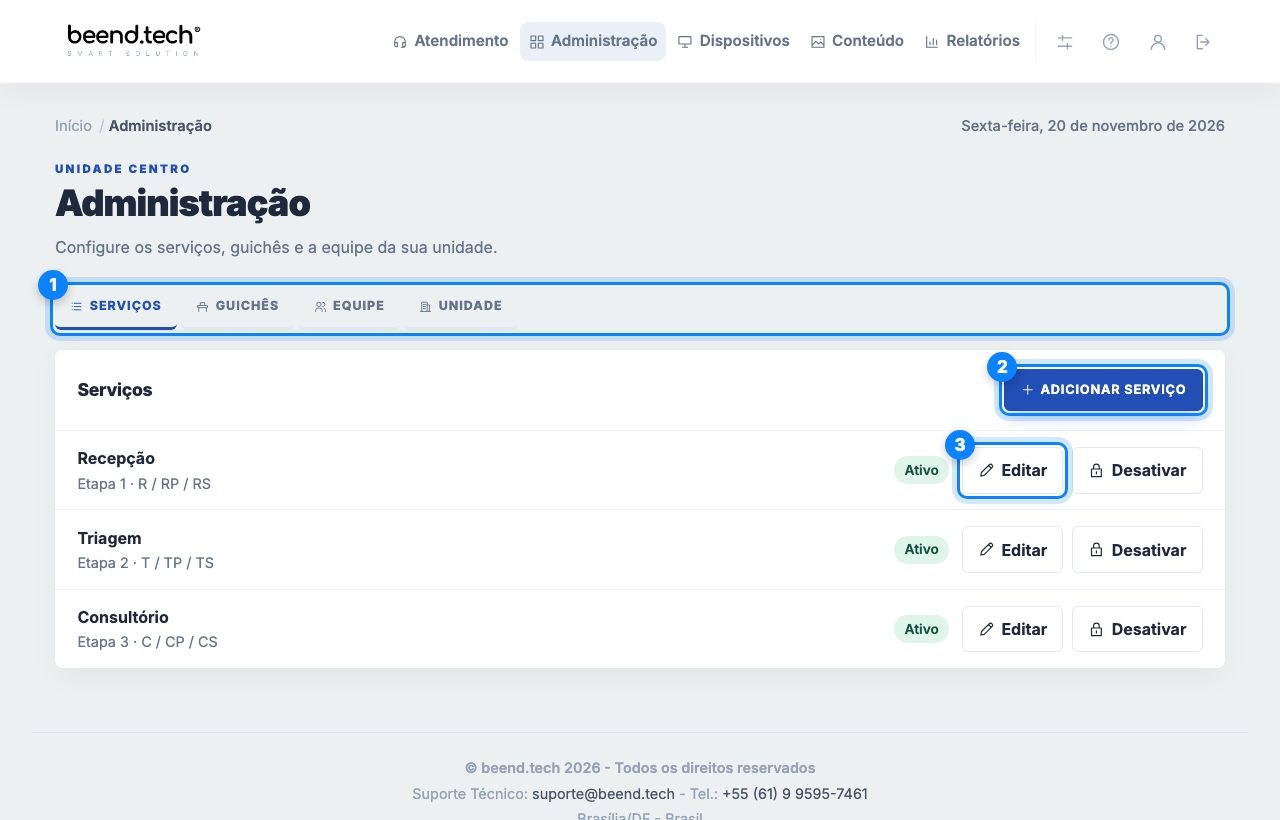 beend.tech®
SMART SOLUTION
Atendimento
Administração
Dispositivos
Conteúdo
Relatórios
Início / Administração
Sexta-feira, 20 de novembro de 2026
UNIDADE CENTRO
Administração
Configure os serviços, guichês e a equipe da sua unidade.
1
SERVIÇOS
GUICHÊS
EQUIPE
UNIDADE
Serviços
2
+ ADICIONAR SERVIÇO
Recepção
Etapa 1 · R / RP / RS
Ativo
3
Editar
Desativar
Triagem
Etapa 2 · T / TP / TS
Ativo
Editar
Desativar
Consultório
Etapa 3 · C / CP / CS
Ativo
Editar
Desativar
© beend.tech 2026 - Todos os direitos reservados
Suporte Técnico: suporte@beend.tech - Tel.: +55 (61) 9 9595-7461
Brasília/DF - Brasil